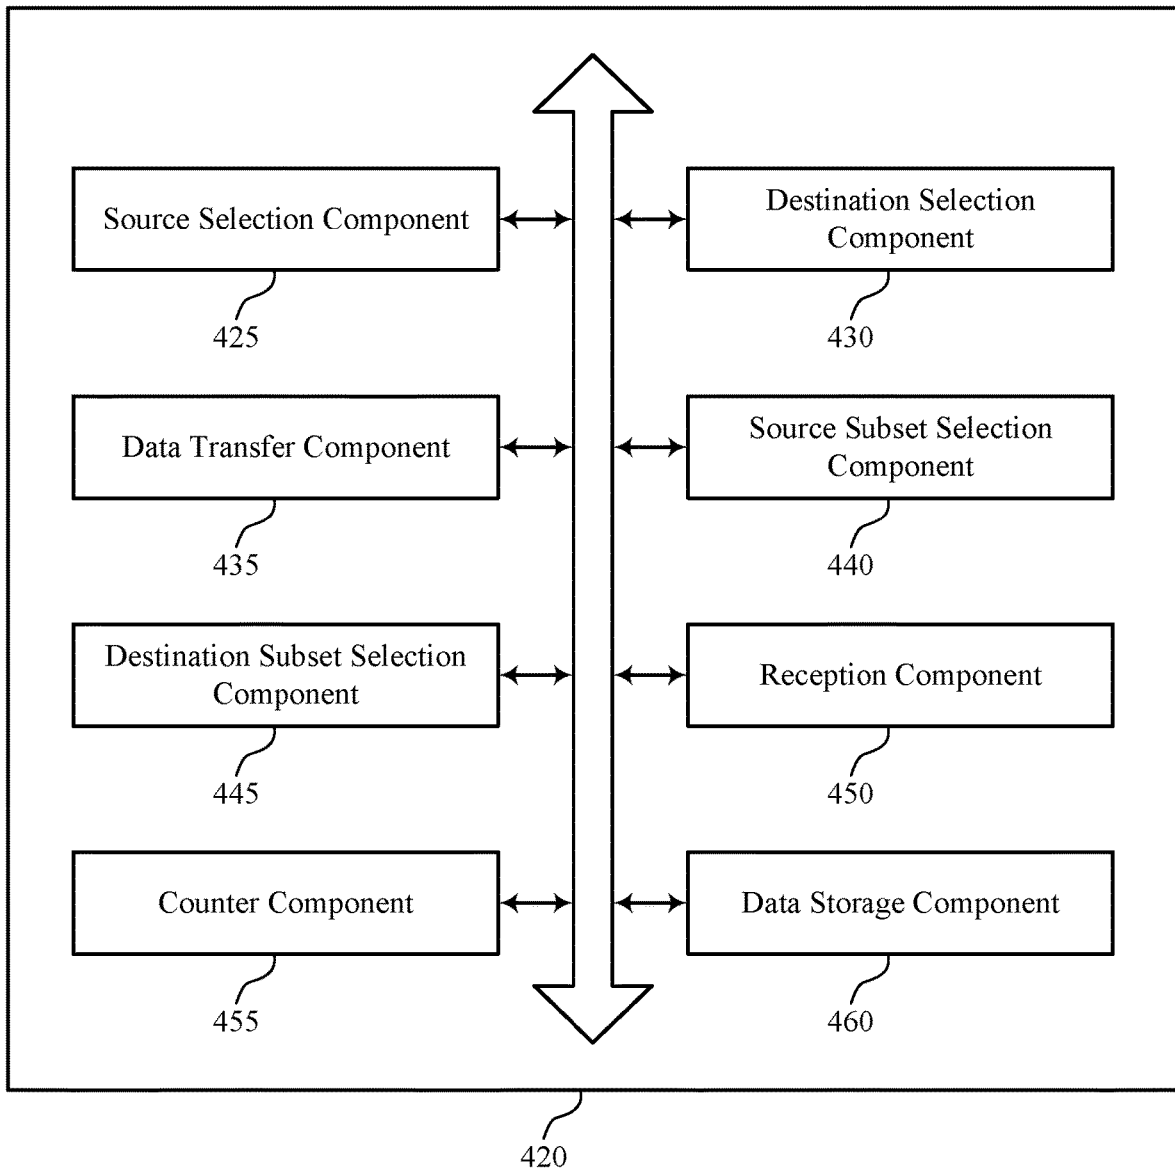 Source Selection Component
425
Destination Selection
Component
430
Data Transfer Component
435
Source Subset Selection
Component
440
Destination Subset Selection
Component
445
Reception Component
450
Counter Component
455
Data Storage Component
460
420